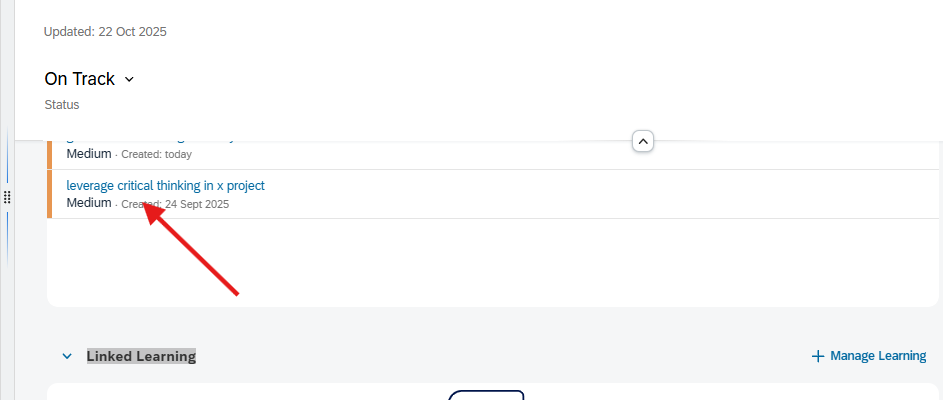 Updated: 22 Oct 2025
On Track
Status
Medium · Created: today
leverage critical thinking in x project
Medium · Created: 24 Sept 2025
Linked Learning
Manage Learning